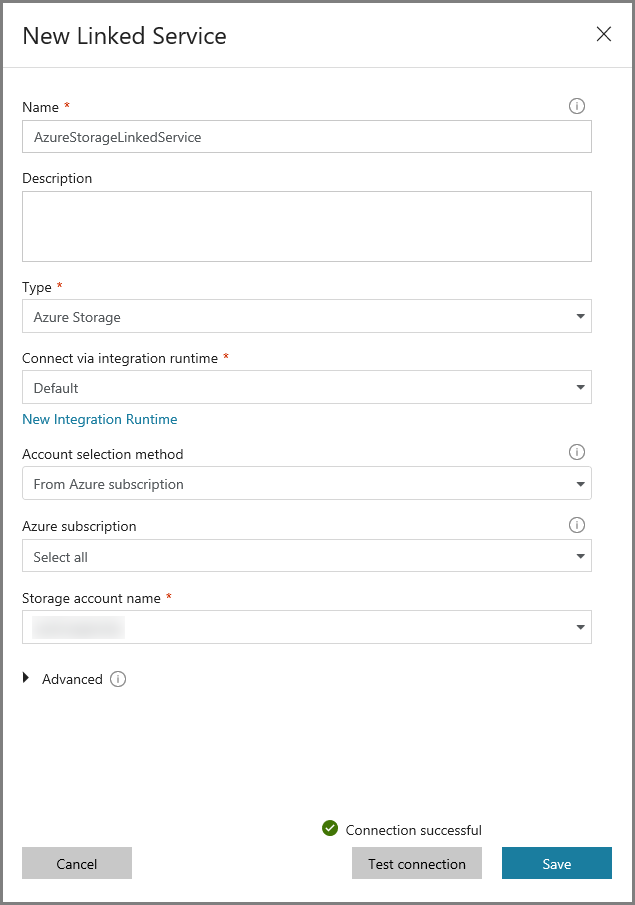 New Linked Service
Name *
AzureStorageLinkedService
Description
Type *
Azure Storage
Connect via integration runtime *
Default
New Integration Runtime
Account selection method
From Azure subscription
Azure subscription
Select all
Storage account name *
Advanced
Connection successful
Cancel
Test connection
Save